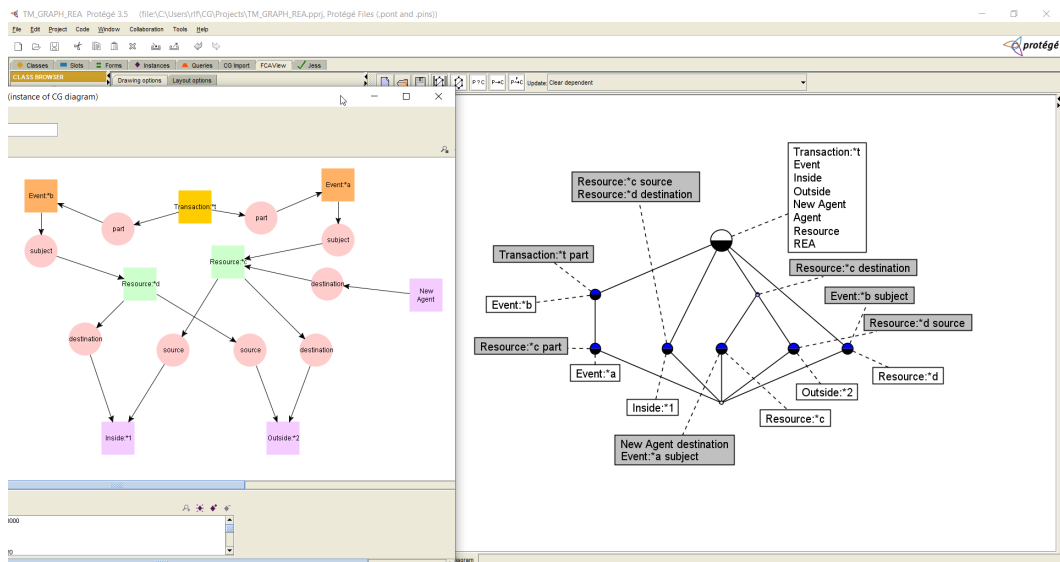 TM_GRAPH_REA Protégé 3.5 (file:\C:\Users\rlf\CG\Projects\TM_GRAPH_REA.pprj, Protégé Files (.pont and .pins))
File Edit Project Code Window Collaboration Tools Help
protégé
Classes Slots Forms Instances Queries CG Import FCAView Jess
CLASS BROWSER
Drawing options Layout options
P?C P→C P→C Update: Clear dependent
(instance of CG diagram)
Event:*b
Transaction:*t
Event:*a
part
part
subject
subject
Resource:*c
Resource:*d
destination
New
Agent
destination
source
source
destination
Inside:*1
Outside:*2
0000
20
Transaction:*t
Event
Inside
Outside
New Agent
Agent
Resource
REA
Resource:*c source
Resource:*d destination
Transaction:*t part
Resource:*c destination
Event:*b
Event:*b subject
Resource:*d source
Resource:*c part
Event:*a
Resource:*d
Outside:*2
Inside:*1
Resource:*c
New Agent destination
Event:*a subject